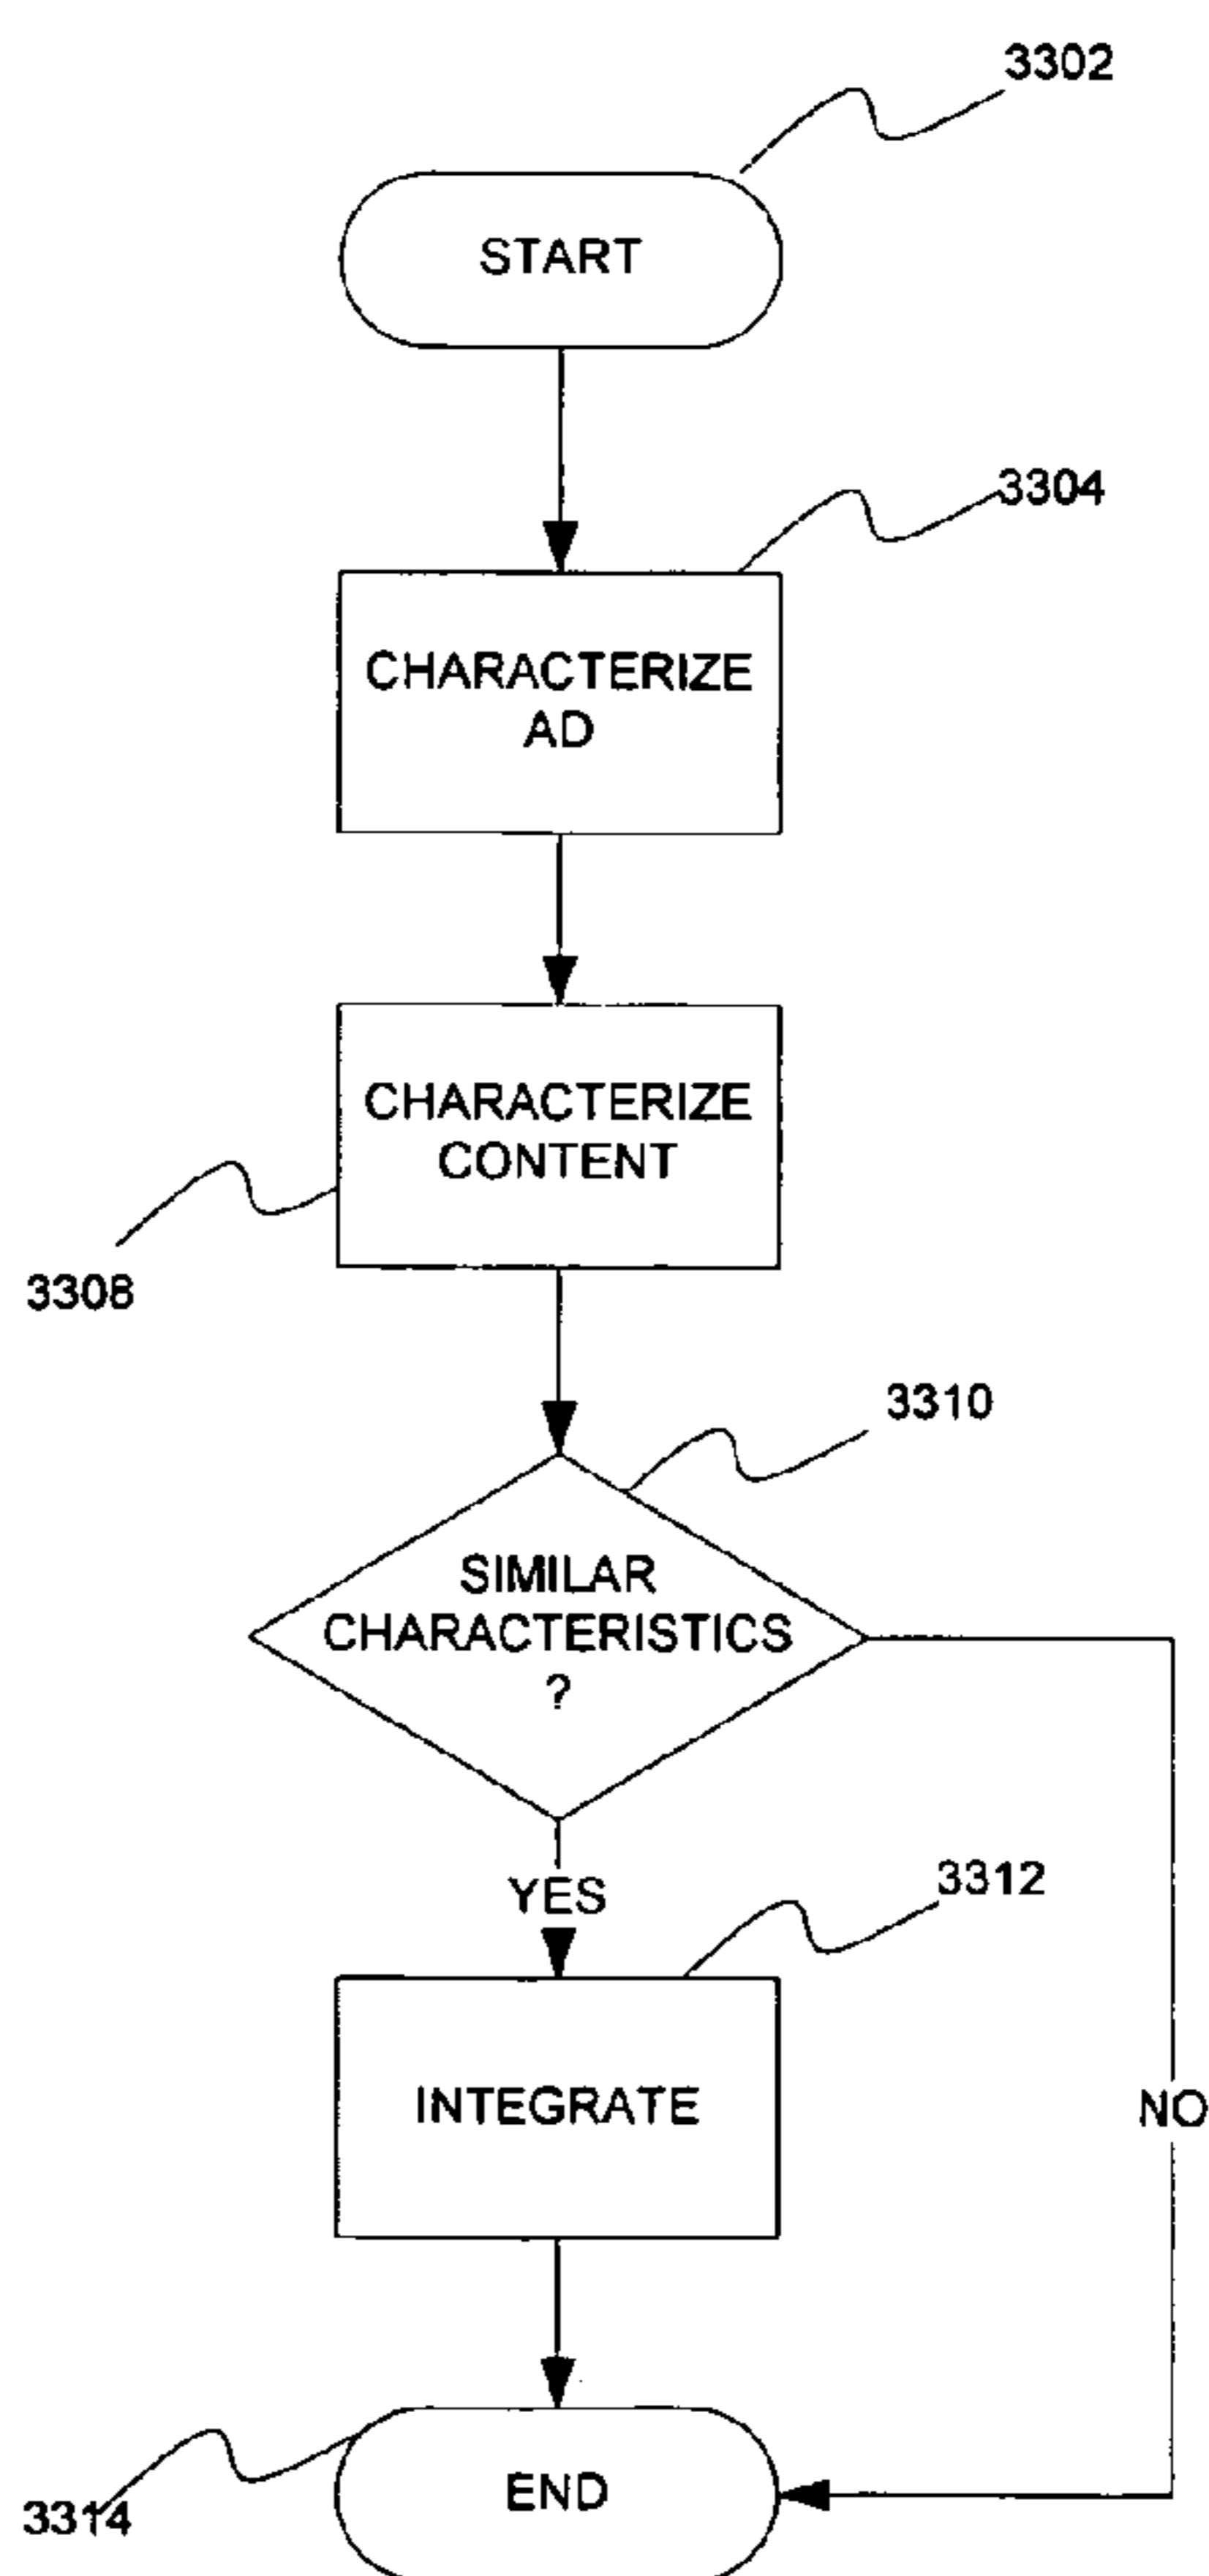 3302
START
3304
CHARACTERIZE
AD
CHARACTERIZE
CONTENT
3308
3310
SIMILAR
CHARACTERISTICS
?
YES
3312
INTEGRATE
NO
END
3314